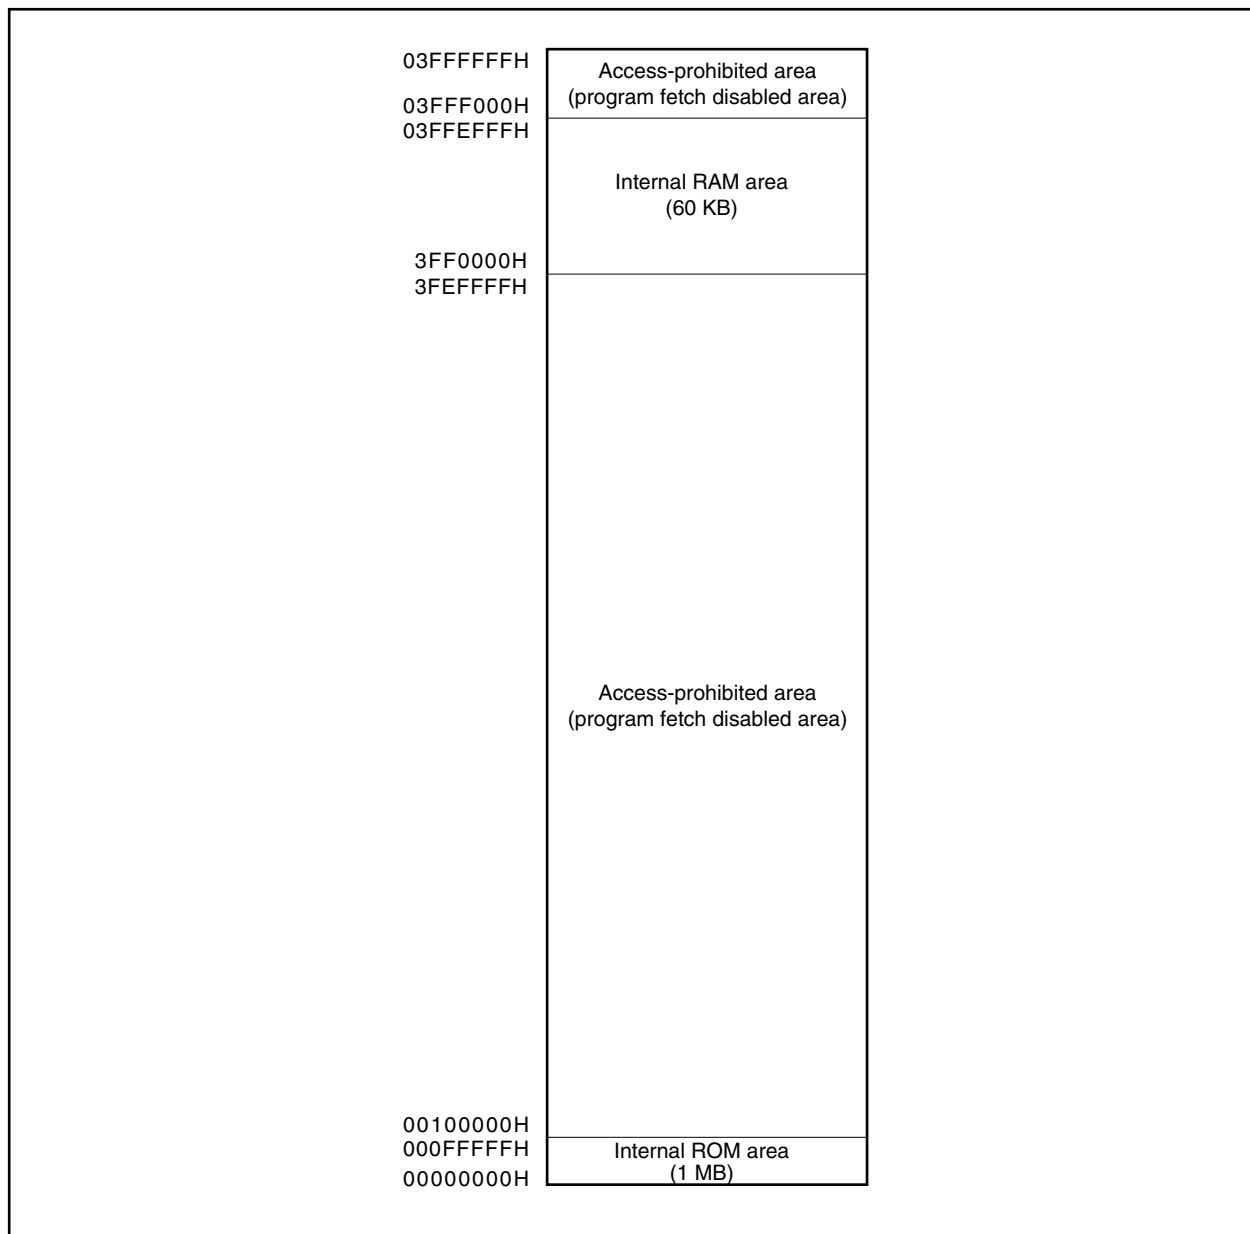 03FFFFFFH
Access-prohibited area
(program fetch disabled area)
03FFF000H
03FFEFFFH
Internal RAM area
(60 KB)
3FF0000H
3FEFFFFH
Access-prohibited area
(program fetch disabled area)
00100000H
000FFFFFH
Internal ROM area
(1 MB)
00000000H